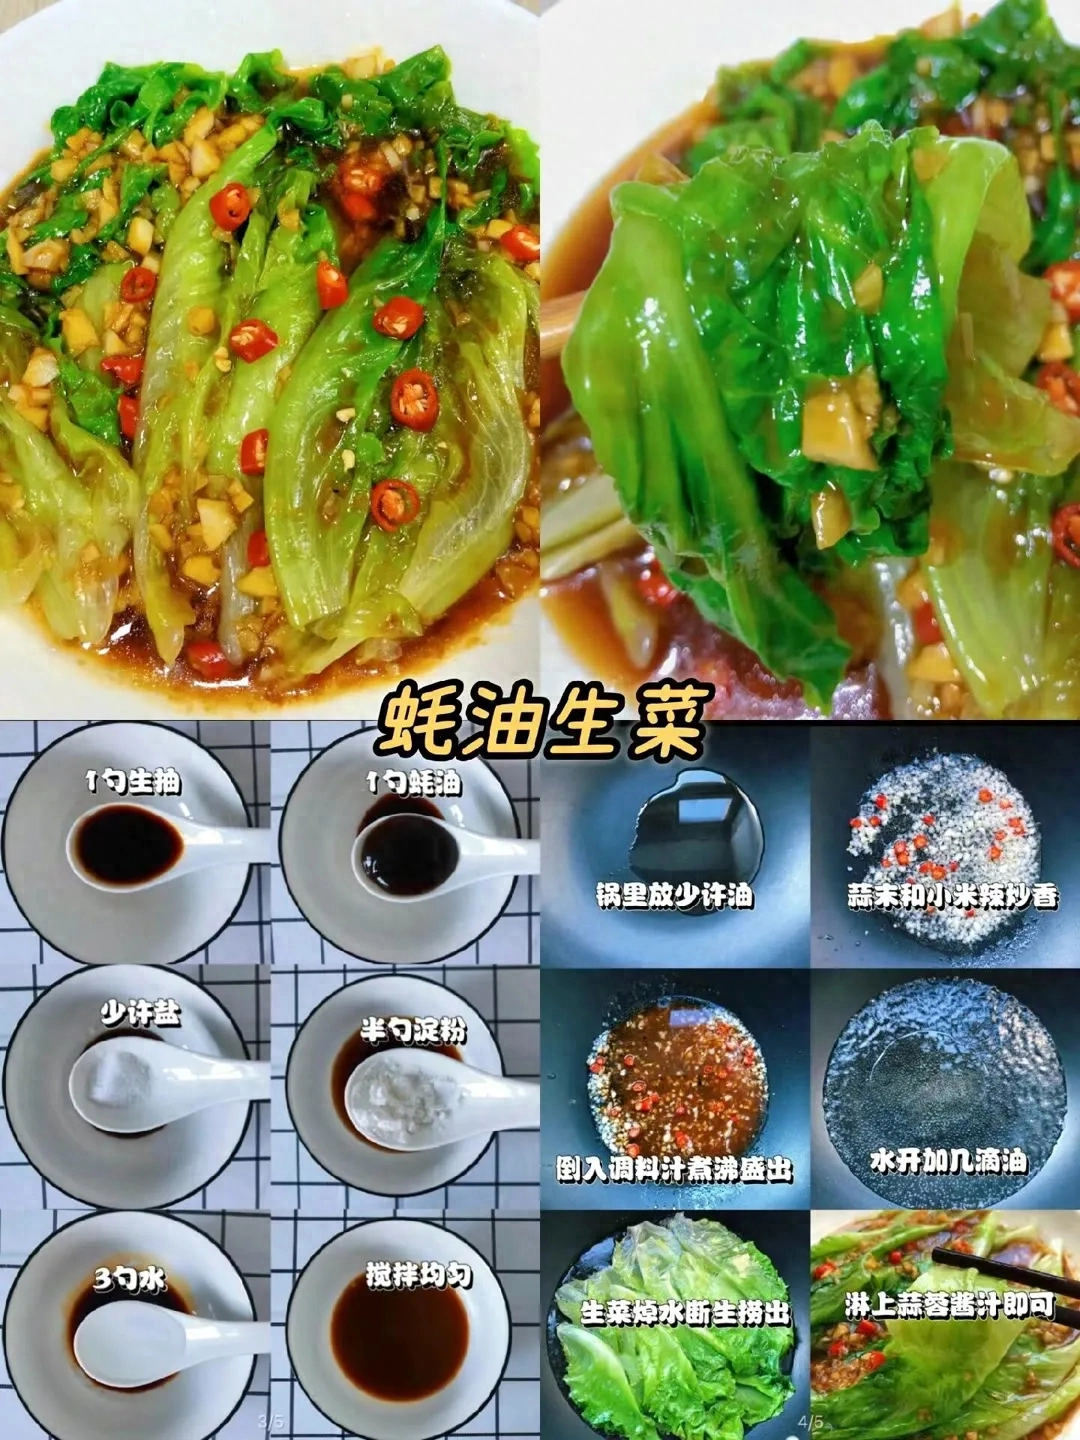 蚝油生菜
1勺生抽
1勺蚝油
少许盐
半勺淀粉
3勺水
搅拌均匀
3/5
锅里放少许油
蒜末和小米辣炒香
倒入调料汁煮沸盛出
水开加几滴油
生菜焯水断生捞出
淋上蒜蓉酱汁即可
4/5